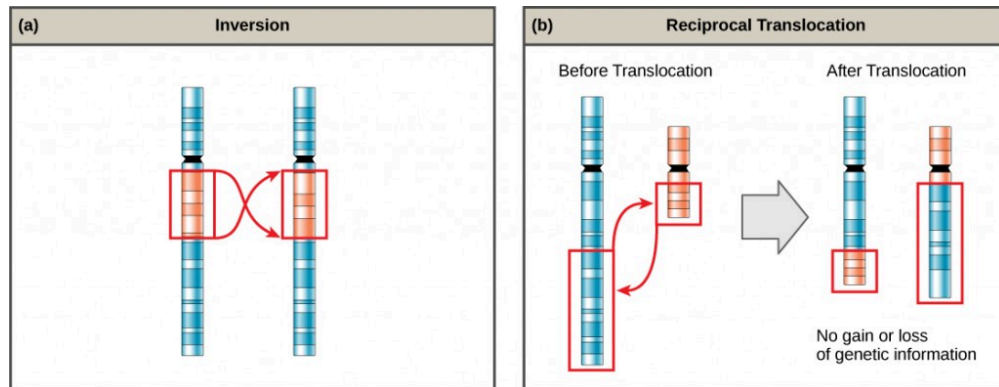 (a) Inversion
(b) Reciprocal Translocation
Before Translocation
After Translocation
No gain or loss
of genetic information